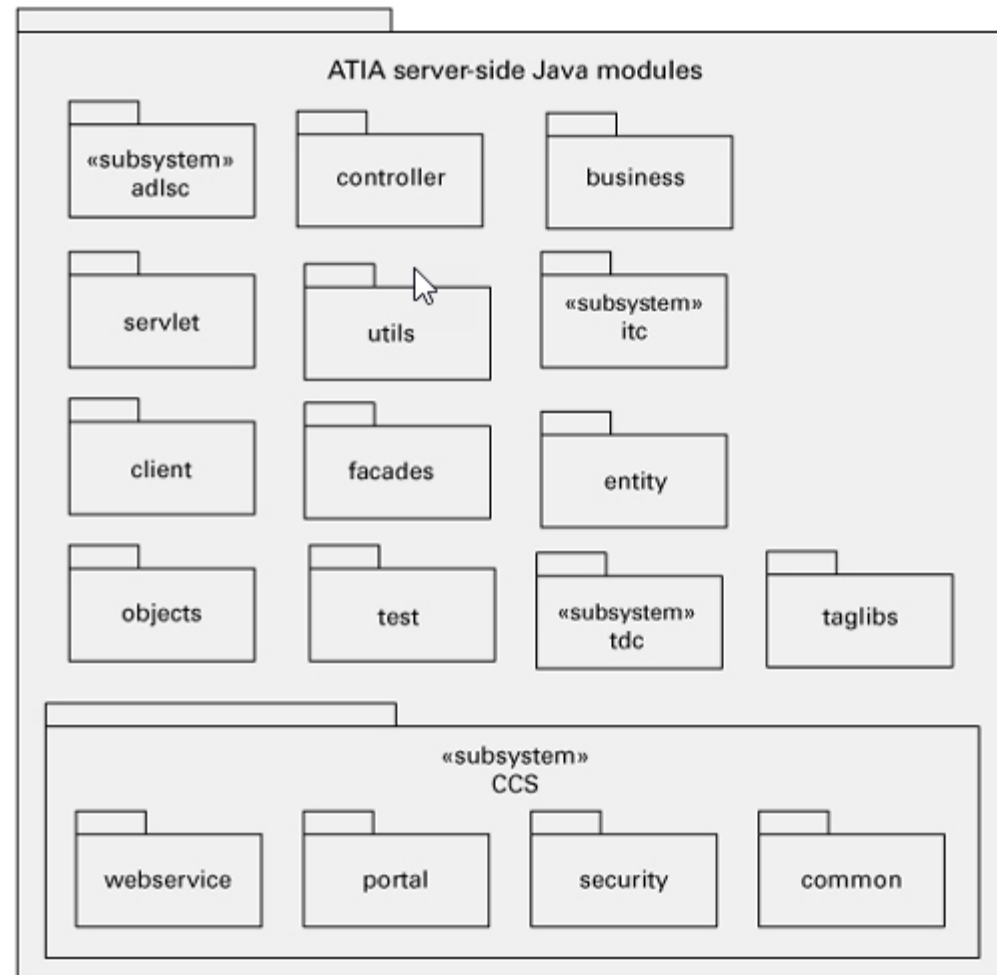 ATIA server-side Java modules
«subsystem»
adlsc
controller
business
servlet
utils
«subsystem»
itc
client
facades
entity
objects
test
«subsystem»
tdc
taglibs
«subsystem»
CCS
webservice
portal
security
common